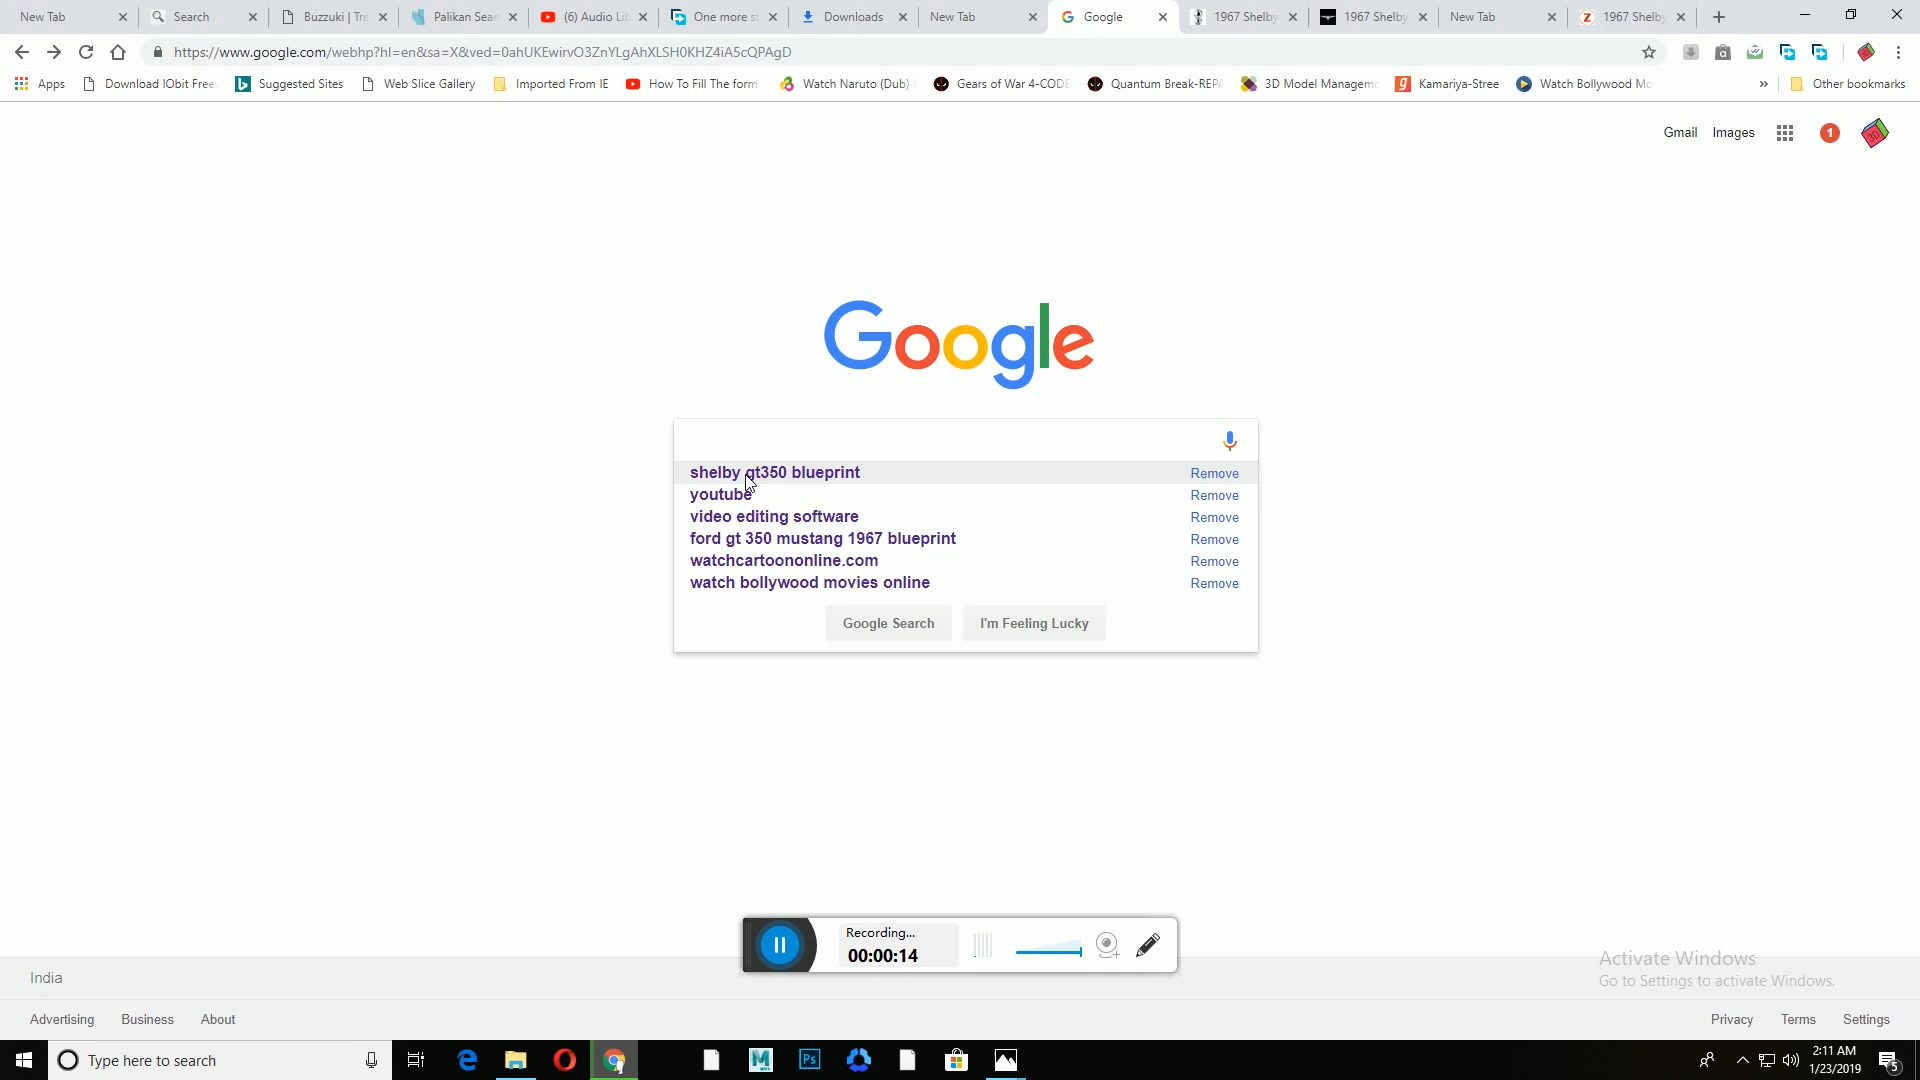 New Tab
Search
Buzzuki | Tre
Palikan Sear
(6) Audio Li
One more s
Downloads
New Tab
Google
1967 Shelby
1967 Shelby
New Tab
1967 Shelby
https://www.google.com/webhp?hl=en&sa=X&ved=0ahUKEwirvO3ZnYLgAhXLSH0KHZ4iA5cQPAgD
Apps
Download IObit Free
Suggested Sites
Web Slice Gallery
Imported From IE
How To Fill The form
Watch Naruto (Dub)
Gears of War 4-CODE
Quantum Break-REPA
3D Model Manageme
Kamariya-Stree
Watch Bollywood Mo
»
Other bookmarks
Gmail
Images
1
Google
shelby gt350 blueprint
Remove
youtube
Remove
video editing software
Remove
ford gt 350 mustang 1967 blueprint
Remove
watchcartoononline.com
Remove
watch bollywood movies online
Remove
Google Search
I'm Feeling Lucky
Recording...
00:00:14
Activate Windows
Go to Settings to activate Windows.
India
Advertising
Business
About
Privacy
Terms
Settings
Type here to search
Ps
2:11 AM
1/23/2019
5